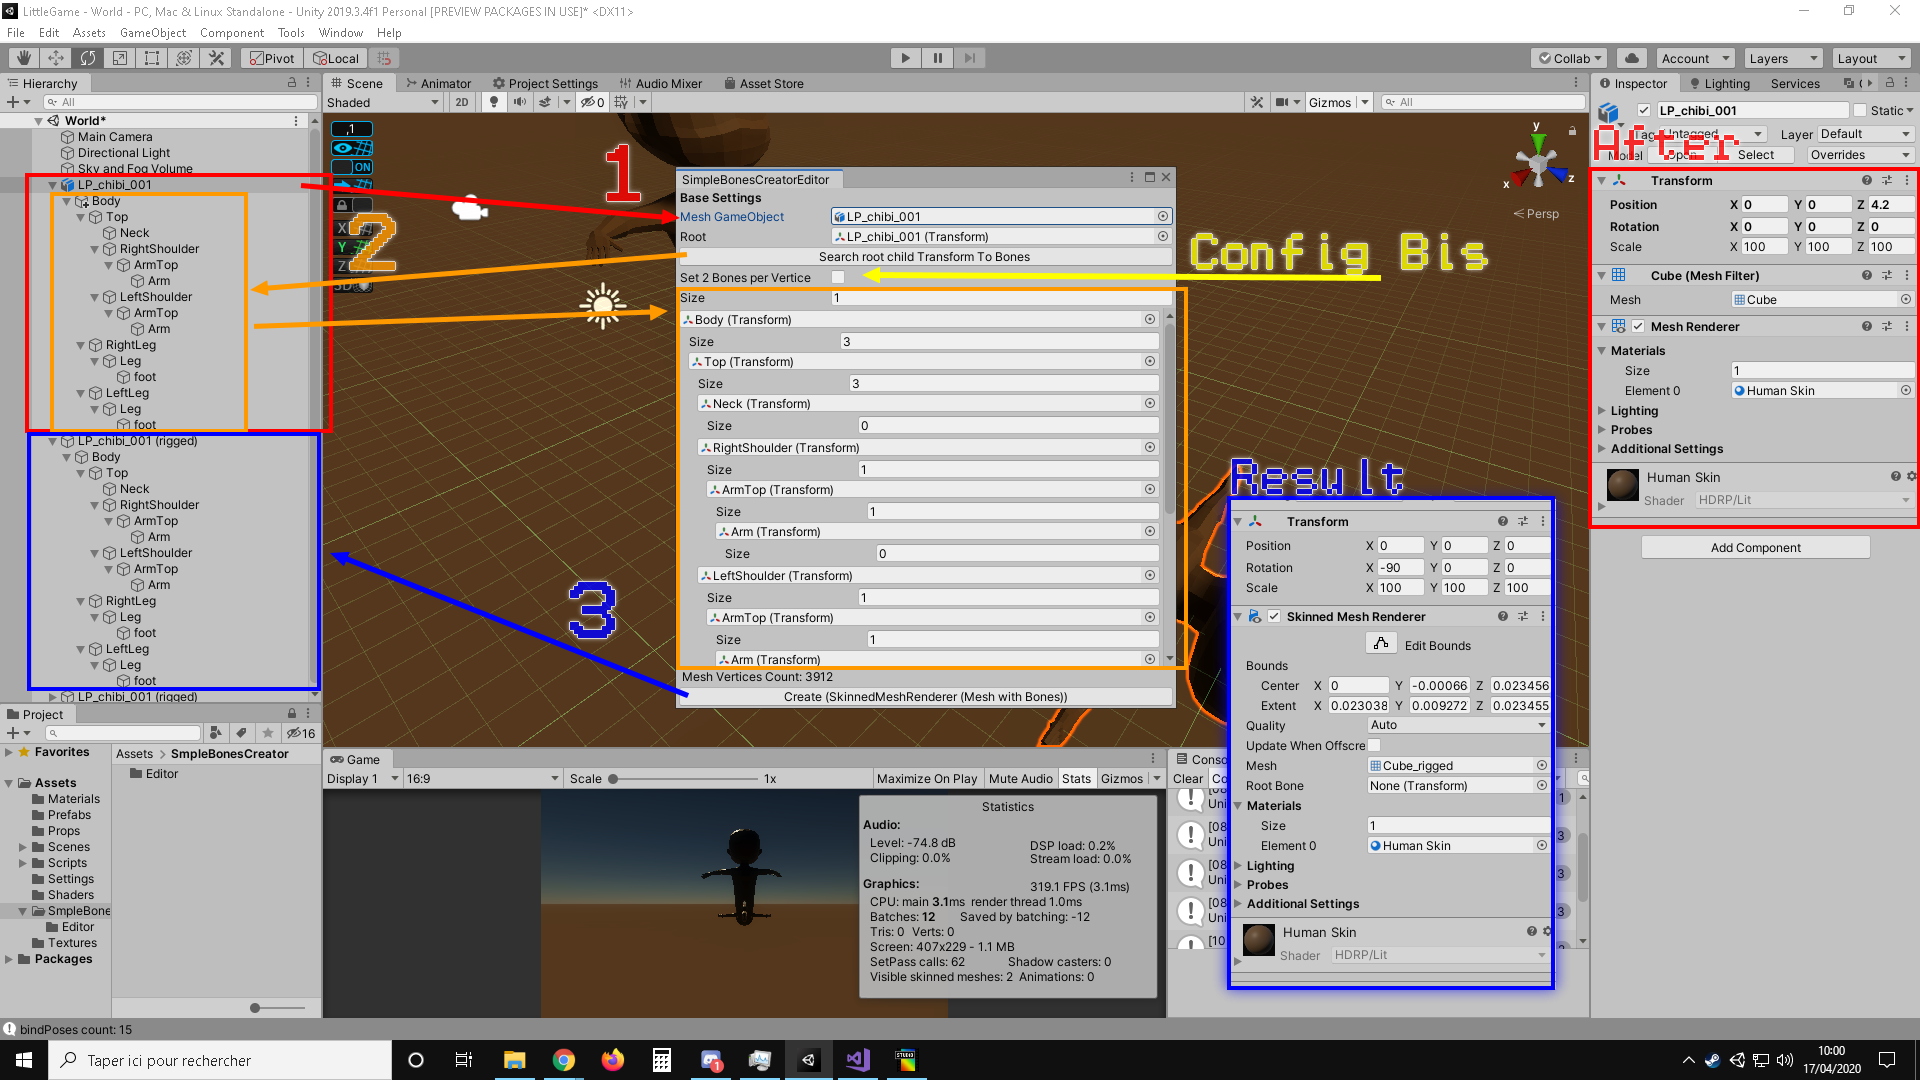 LittleGame - World - PC, Mac & Linux Standalone - Unity 2019.3.4f1 Personal [PREVIEW PACKAGES IN USE]* <DX11>
File Edit Assets GameObject Component Tools Window Help
Pivot Local Collab Account Layers Layout
Hierarchy
All
World*
Main Camera
Directional Light
Sky and Fog Volume
LP_chibi_001
Body
Top
Neck
RightShoulder
ArmTop
Arm
LeftShoulder
ArmTop
Arm
RightLeg
Leg
foot
LeftLeg
Leg
foot
LP_chibi_001 (rigged)
Body
Top
Neck
RightShoulder
ArmTop
Arm
LeftShoulder
ArmTop
Arm
RightLeg
Leg
foot
LeftLeg
Leg
foot
LP_chibi_001 (rigged)
Scene Animator Project Settings Audio Mixer Asset Store
Shaded 2D 0 Gizmos All
,1
ON
X
Y
Z
1
2
3
y
x
z
Persp
Config Bis
Result
After
SimpleBonesCreatorEditor
Base Settings
Mesh GameObject LP_chibi_001
Root LP_chibi_001 (Transform)
Search root child Transform To Bones
Set 2 Bones per Vertice
Size 1
Body (Transform)
Size 3
Top (Transform)
Size 3
Neck (Transform)
Size 0
RightShoulder (Transform)
Size 1
ArmTop (Transform)
Size 1
Arm (Transform)
Size 0
LeftShoulder (Transform)
Size 1
ArmTop (Transform)
Size 1
Arm (Transform)
Mesh Vertices Count: 3912
Create (SkinnedMeshRenderer (Mesh with Bones))
Inspector Lighting Services
LP_chibi_001 Static
Tag Untagged Layer Default
Model Open Select Overrides
Transform
Position X 0 Y 0 Z 4.2
Rotation X 0 Y 0 Z 0
Scale X 100 Y 100 Z 100
Cube (Mesh Filter)
Mesh Cube
Mesh Renderer
Materials
Size 1
Element 0 Human Skin
Lighting
Probes
Additional Settings
Human Skin
Shader HDRP/Lit
Add Component
Transform
Position X 0 Y 0 Z 0
Rotation X -90 Y 0 Z 0
Scale X 100 Y 100 Z 100
Skinned Mesh Renderer
Edit Bounds
Bounds
Center X 0 Y -0.00066 Z 0.023456
Extent X 0.023038 Y 0.009272 Z 0.023455
Quality Auto
Update When Offscre
Mesh Cube_rigged
Root Bone None (Transform)
Materials
Size 1
Element 0 Human Skin
Lighting
Probes
Additional Settings
Human Skin
Shader HDRP/Lit
Project
16
Favorites
Assets
Materials
Prefabs
Props
Scenes
Scripts
Settings
Shaders
SmpleBone
Editor
Textures
Packages
Assets > SmpleBonesCreator
Editor
Game
Display 1 16:9 Scale 1x Maximize On Play Mute Audio Stats Gizmos
Statistics
Audio:
Level: -74.8 dB DSP load: 0.2%
Clipping: 0.0% Stream load: 0.0%
Graphics: 319.1 FPS (3.1ms)
CPU: main 3.1ms render thread 1.0ms
Batches: 12 Saved by batching: -12
Tris: 0 Verts: 0
Screen: 407x229 - 1.1 MB
SetPass calls: 62 Shadow casters: 0
Visible skinned meshes: 2 Animations: 0
Conso
Clear Co
[08
Uni
[08
Uni
[08
Uni
[08
Uni
[10
1
3
3
3
bindPoses count: 15
Taper ici pour rechercher
1
STUDIO
10:00
17/04/2020